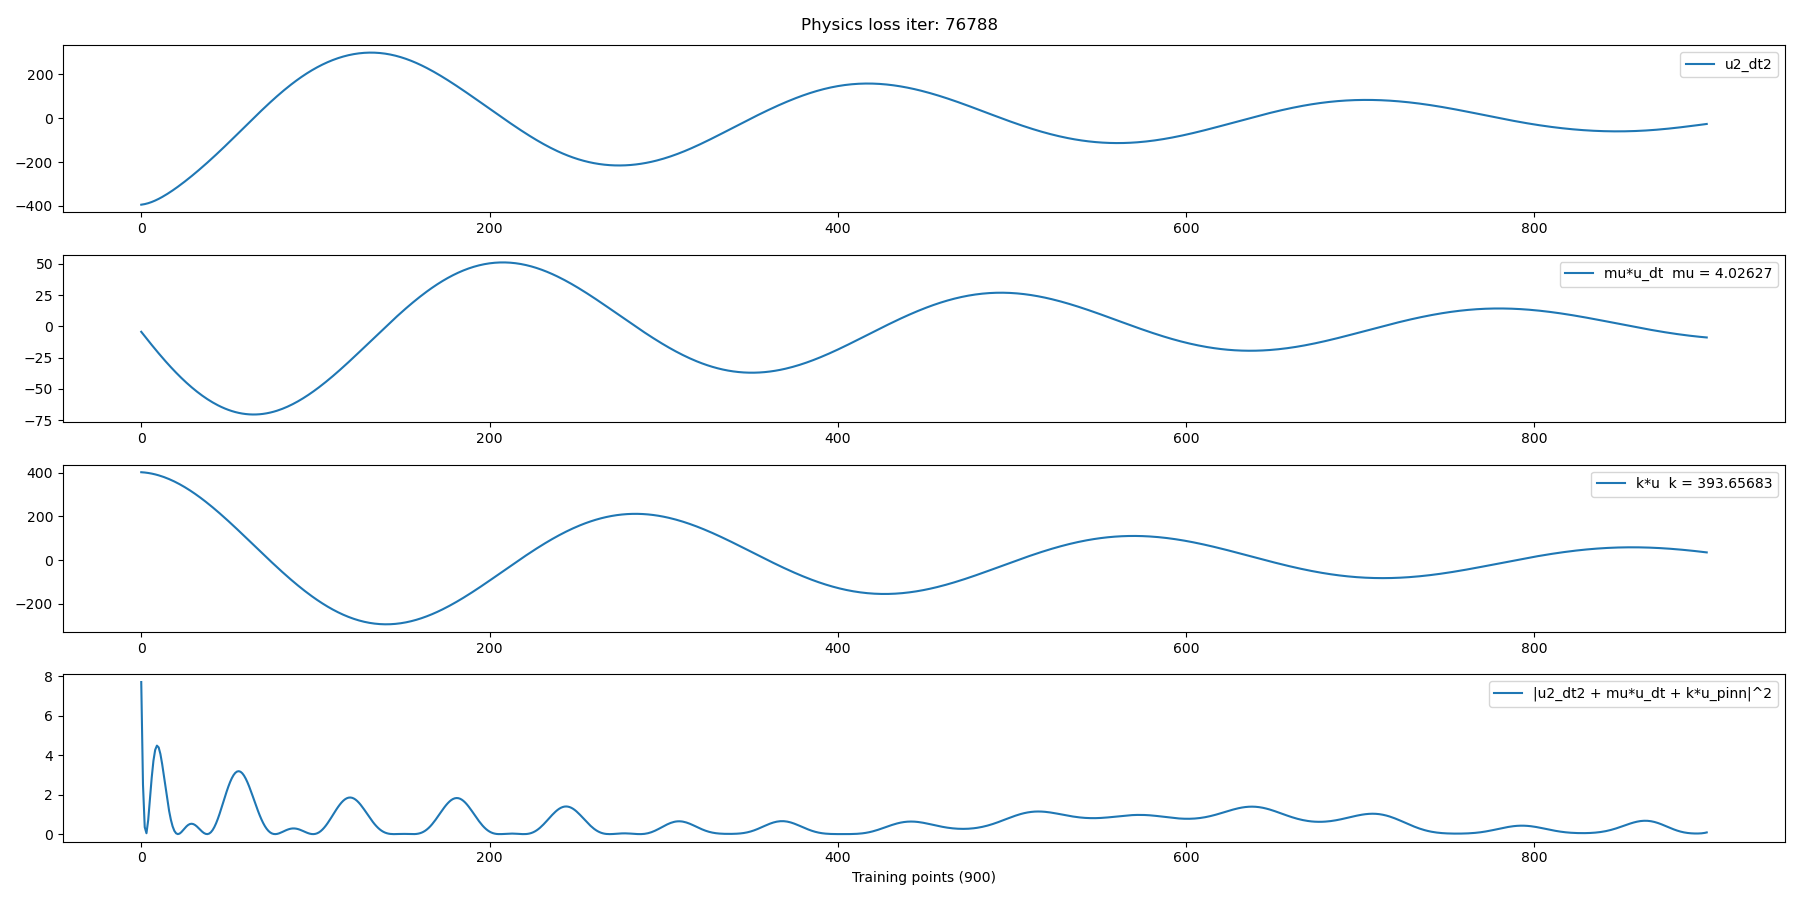 Physics loss iter: 76788
200
0
−200
−400
u2_dt2
0 200 400 600 800
50
25
0
−25
−50
−75
mu*u_dt  mu = 4.02627
0 200 400 600 800
400
200
0
−200
k*u  k = 393.65683
0 200 400 600 800
8
6
4
2
0
|u2_dt2 + mu*u_dt + k*u_pinn|^2
0 200 400 600 800
Training points (900)